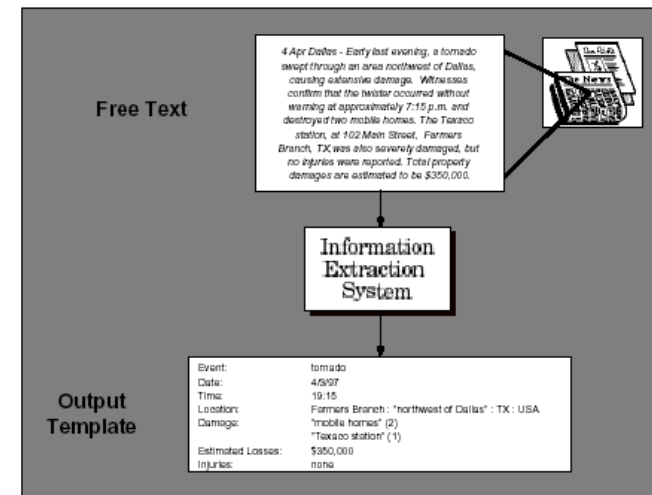 4 Apr Dallas - Early last evening, a tornado
swept through an area northwest of Dallas,
causing extensive damage. Witnesses
confirm that the twister occurred without
warning at approximately 7:15 p.m. and
destroyed two mobile homes. The Texaco
station, at 102 Main Street, Farmers
Branch, TX, was also severely damaged, but
no injuries were reported. Total property
damages are estimated to be $350,000.
The News
Free Text
Information
Extraction
System
Output
Template
Event: tornado
Date: 4/3/97
Time: 19:15
Location: Farmers Branch : "northwest of Dallas" : TX : USA
Damage: "mobile homes" (2)
"Texaco station" (1)
Estimated Losses: $350,000
Injuries: none